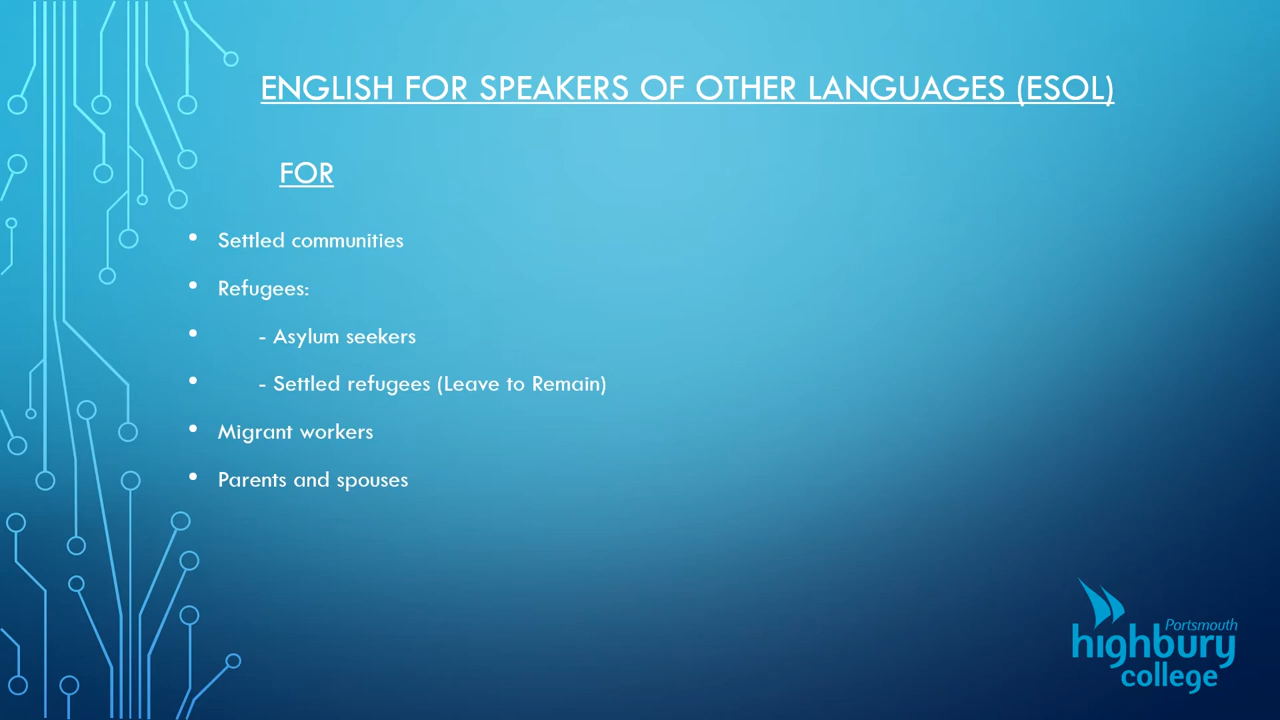 ENGLISH FOR SPEAKERS OF OTHER LANGUAGES (ESOL)
FOR
• Settled communities
• Refugees:
• - Asylum seekers
• - Settled refugees (Leave to Remain)
• Migrant workers
• Parents and spouses
Portsmouth
highbury
college